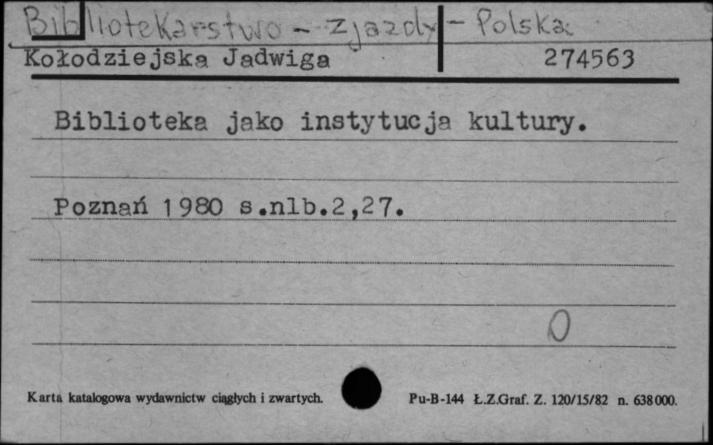 Bibliotekarstwo - zjazdy - Polska
Kołodziejska Jadwiga 274563
Biblioteka jako instytucja kultury.
Poznań 1980 s.nlb.2,27.
0
Karta katalogowa wydawnictw ciągłych i zwartych. Pu-B-144 Ł.Z.Graf. Z. 120/15/82 n. 638000.